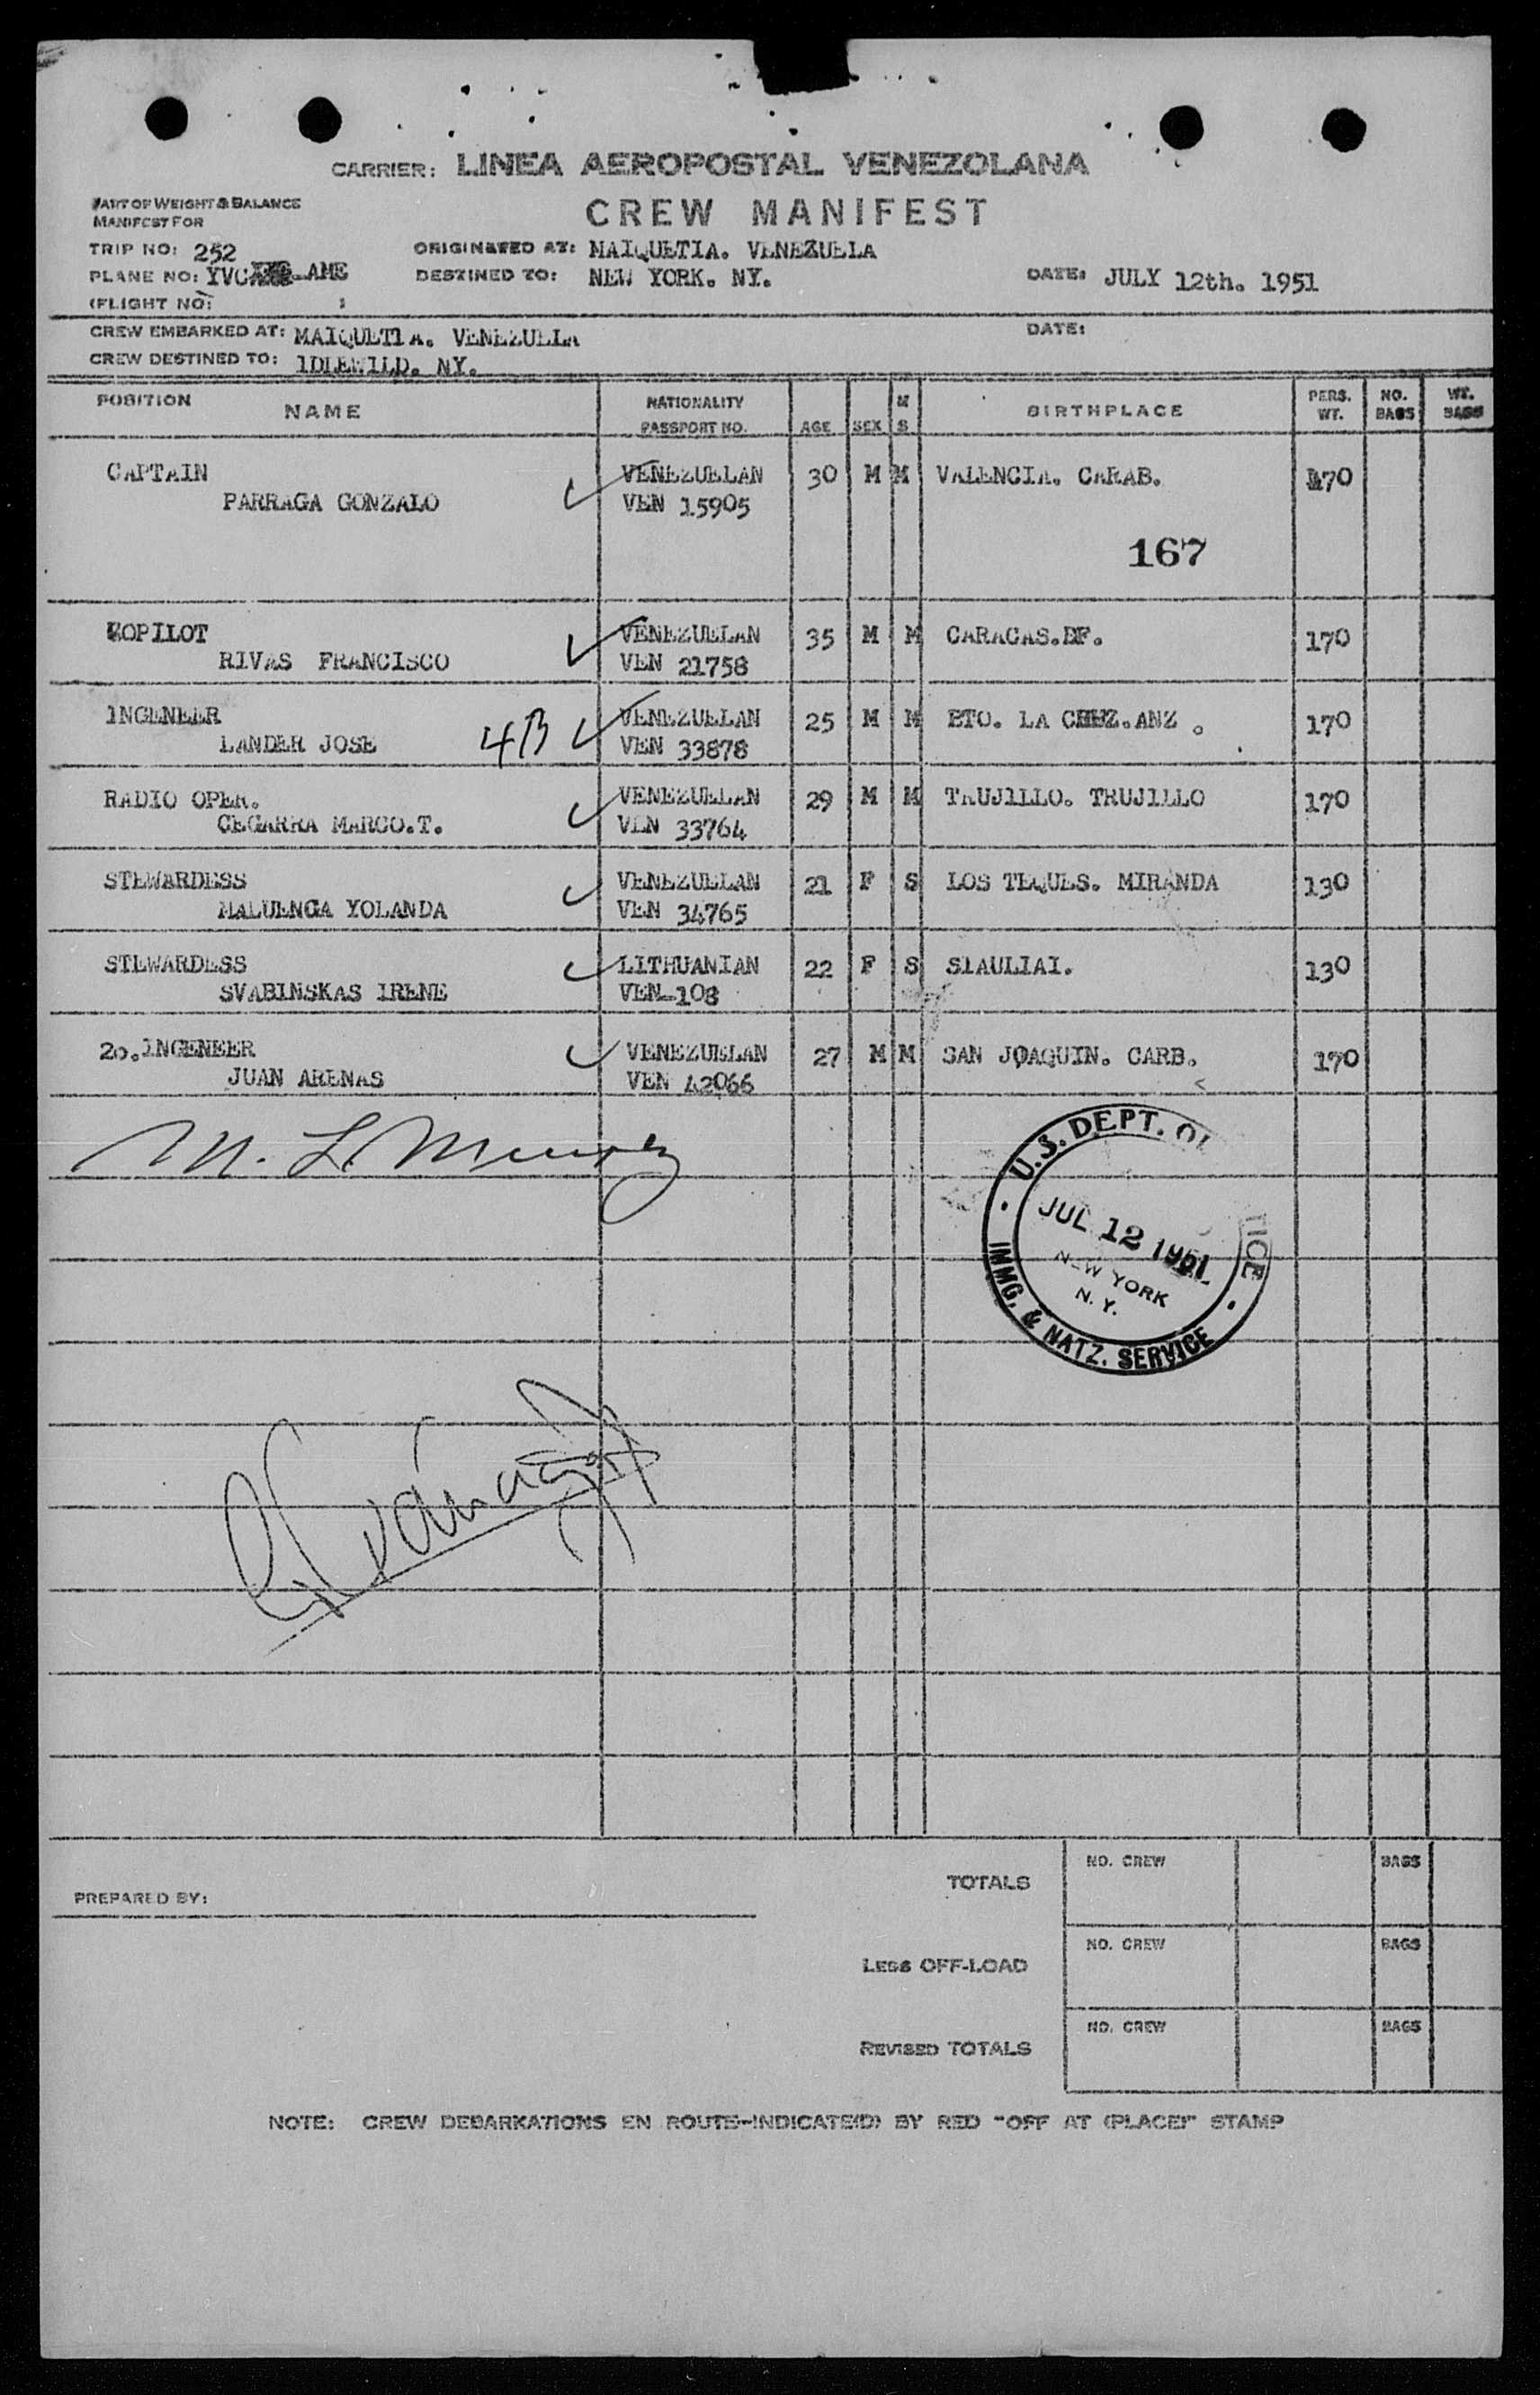 CARRIER: LINEA AEROPOSTAL VENEZOLANA
PART OF WEIGHT & BALANCE
MANIFEST FOR
CREW MANIFEST
TRIP NO: 252
ORIGINATED AT: MAIQUETIA. VENEZUELA
PLANE NO: YVC -AME
DESTINED TO: NEW YORK. NY.
DATE: JULY 12th. 1951
(FLIGHT NO: )
CREW EMBARKED AT: MAIQUETIA. VENEZUELA
DATE:
CREW DESTINED TO: IDLEWILD. NY.
POSITION NAME NATIONALITY PASSPORT NO. AGE SEX M S BIRTHPLACE PERS. WT. NO. BAGS WT. BAGS
CAPTAIN VENEZUELAN 30 M M VALENCIA. CARAB. 170
PARRAGA GONZALO VEN 15905
167
COPILOT VENEZUELAN 35 M M CARACAS.DF. 170
RIVAS FRANCISCO VEN 21758
INGENEER VENEZUELAN 25 M M PTO. LA CRUZ.ANZ. 170
LANDER JOSE 4B VEN 33878
RADIO OPER. VENEZUELAN 29 M M TRUJILLO. TRUJILLO 170
CEGARRA MARCO.T. VEN 33764
STEWARDESS VENEZUELAN 21 F S LOS TEQUES. MIRANDA 130
MALUENGA YOLANDA VEN 34765
STEWARDESS LITHUANIAN 22 F S SIAULIAI. 130
SVABINSKAS IRENE VEN-108
2o.INGENEER VENEZUELAN 27 M M SAN JOAQUIN. CARB. 170
JUAN ARENAS VEN 42066
U.S. DEPT. OF
JUL 12 1951
NEW YORK
N. Y.
IMMG. & NATZ. SERVICE
TOTALS NO. CREW BAGS
PREPARED BY:
LESS OFF-LOAD NO. CREW BAGS
REVISED TOTALS NO. CREW BAGS
NOTE: CREW DEBARKATIONS EN ROUTE-INDICATE(D) BY RED "OFF AT (PLACE)" STAMP